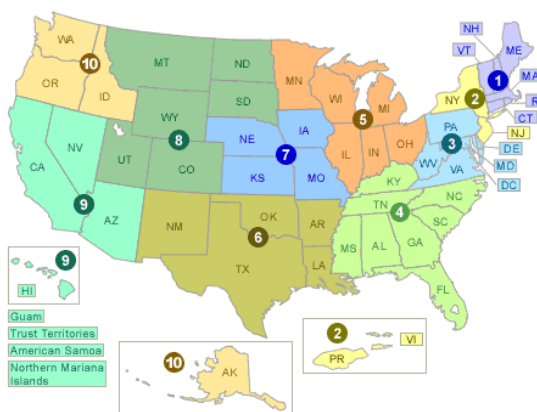 NH
WA
MT
ND
VT
ME
10
MN
1
MA
OR
ID
WI
MI
NY
2
R
SD
CT
WY
5
PA
NJ
8
NE
IA
3
DE
NV
7
IL
IN
OH
WV
MD
CA
UT
CO
VA
KS
MO
DC
KY
9
NC
TN
AZ
NM
OK
AR
4
SC
6
MS
AL
GA
TX
LA
9
FL
HI
Guam
Trust Territories
American Samoa
Northern Mariana
Islands
10
AK
2
VI
PR